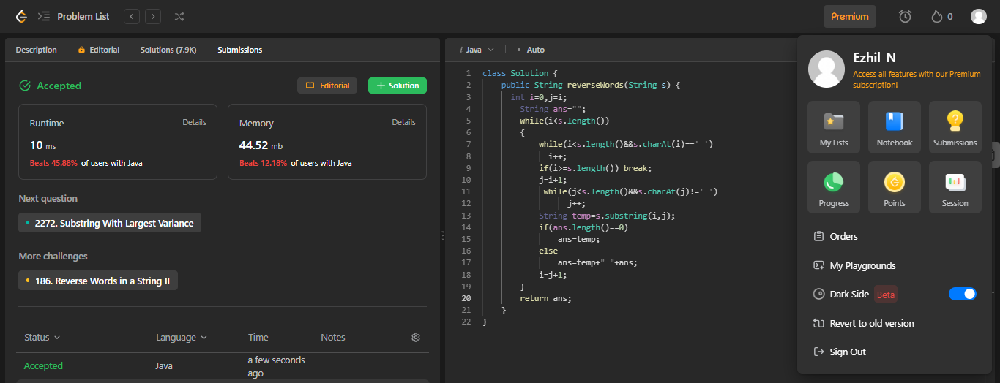 Problem List
Premium
0
Description
Editorial
Solutions (7.9K)
Submissions
Accepted
Editorial
Solution
Runtime
Details
10 ms
Beats 45.88% of users with Java
Memory
Details
44.52 mb
Beats 12.18% of users with Java
Next question
2272. Substring With Largest Variance
More challenges
186. Reverse Words in a String II
Status
Language
Time
Notes
Accepted
Java
a few seconds
ago
i Java
Auto
1 class Solution {
2 public String reverseWords(String s) {
3 int i=0,j=i;
4 String ans="";
5 while(i<s.length())
6 {
7 while(i<s.length()&&s.charAt(i)==' ')
8 i++;
9 if(i>=s.length()) break;
10 j=i+1;
11 while(j<s.length()&&s.charAt(j)!=' ')
12 j++;
13 String temp=s.substring(i,j);
14 if(ans.length()==0)
15 ans=temp;
16 else
17 ans=temp+" "+ans;
18 i=j+1;
19 }
20 return ans;
21 }
22 }
Ezhil_N
Access all features with our Premium
subscription!
My Lists
Notebook
Submissions
Progress
Points
Session
Orders
My Playgrounds
Dark Side Beta
Revert to old version
Sign Out